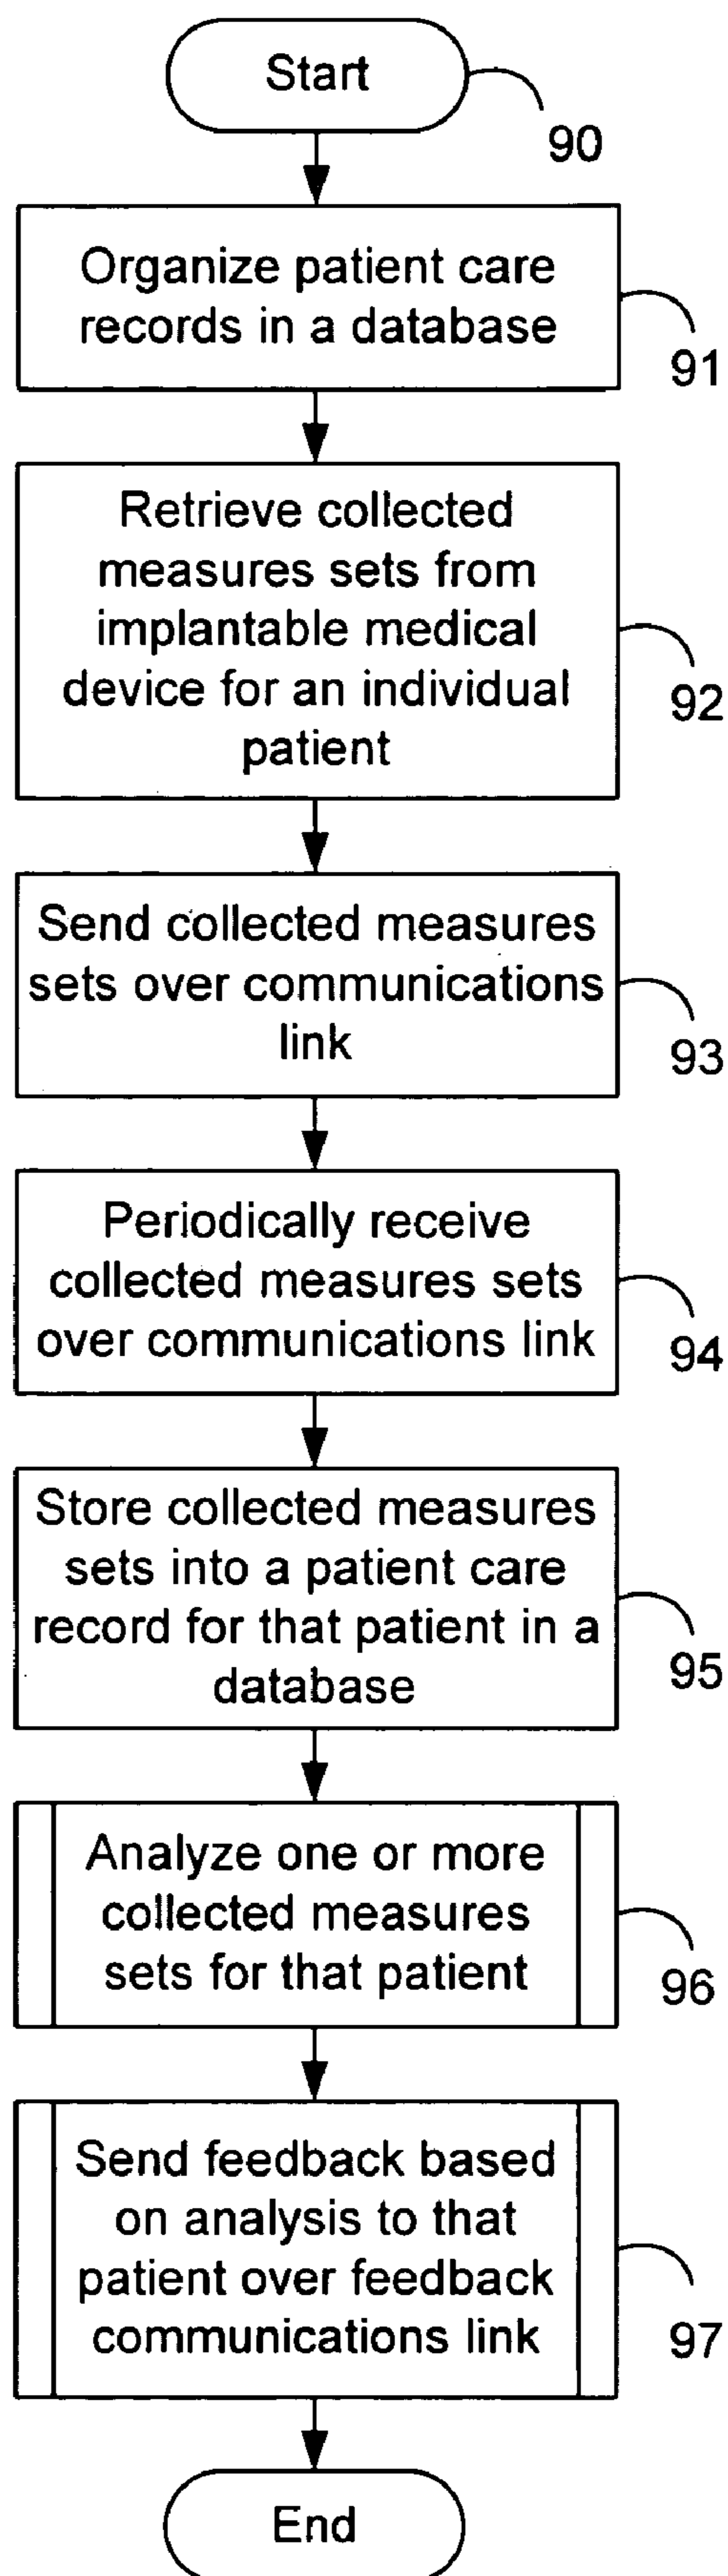 Start
90
Organize patient care
records in a database
91
Retrieve collected
measures sets from
implantable medical
device for an individual
patient
92
Send collected measures
sets over communications
link
93
Periodically receive
collected measures sets
over communications link
94
Store collected measures
sets into a patient care
record for that patient in a
database
95
Analyze one or more
collected measures
sets for that patient
96
Send feedback based
on analysis to that
patient over feedback
communications link
97
End